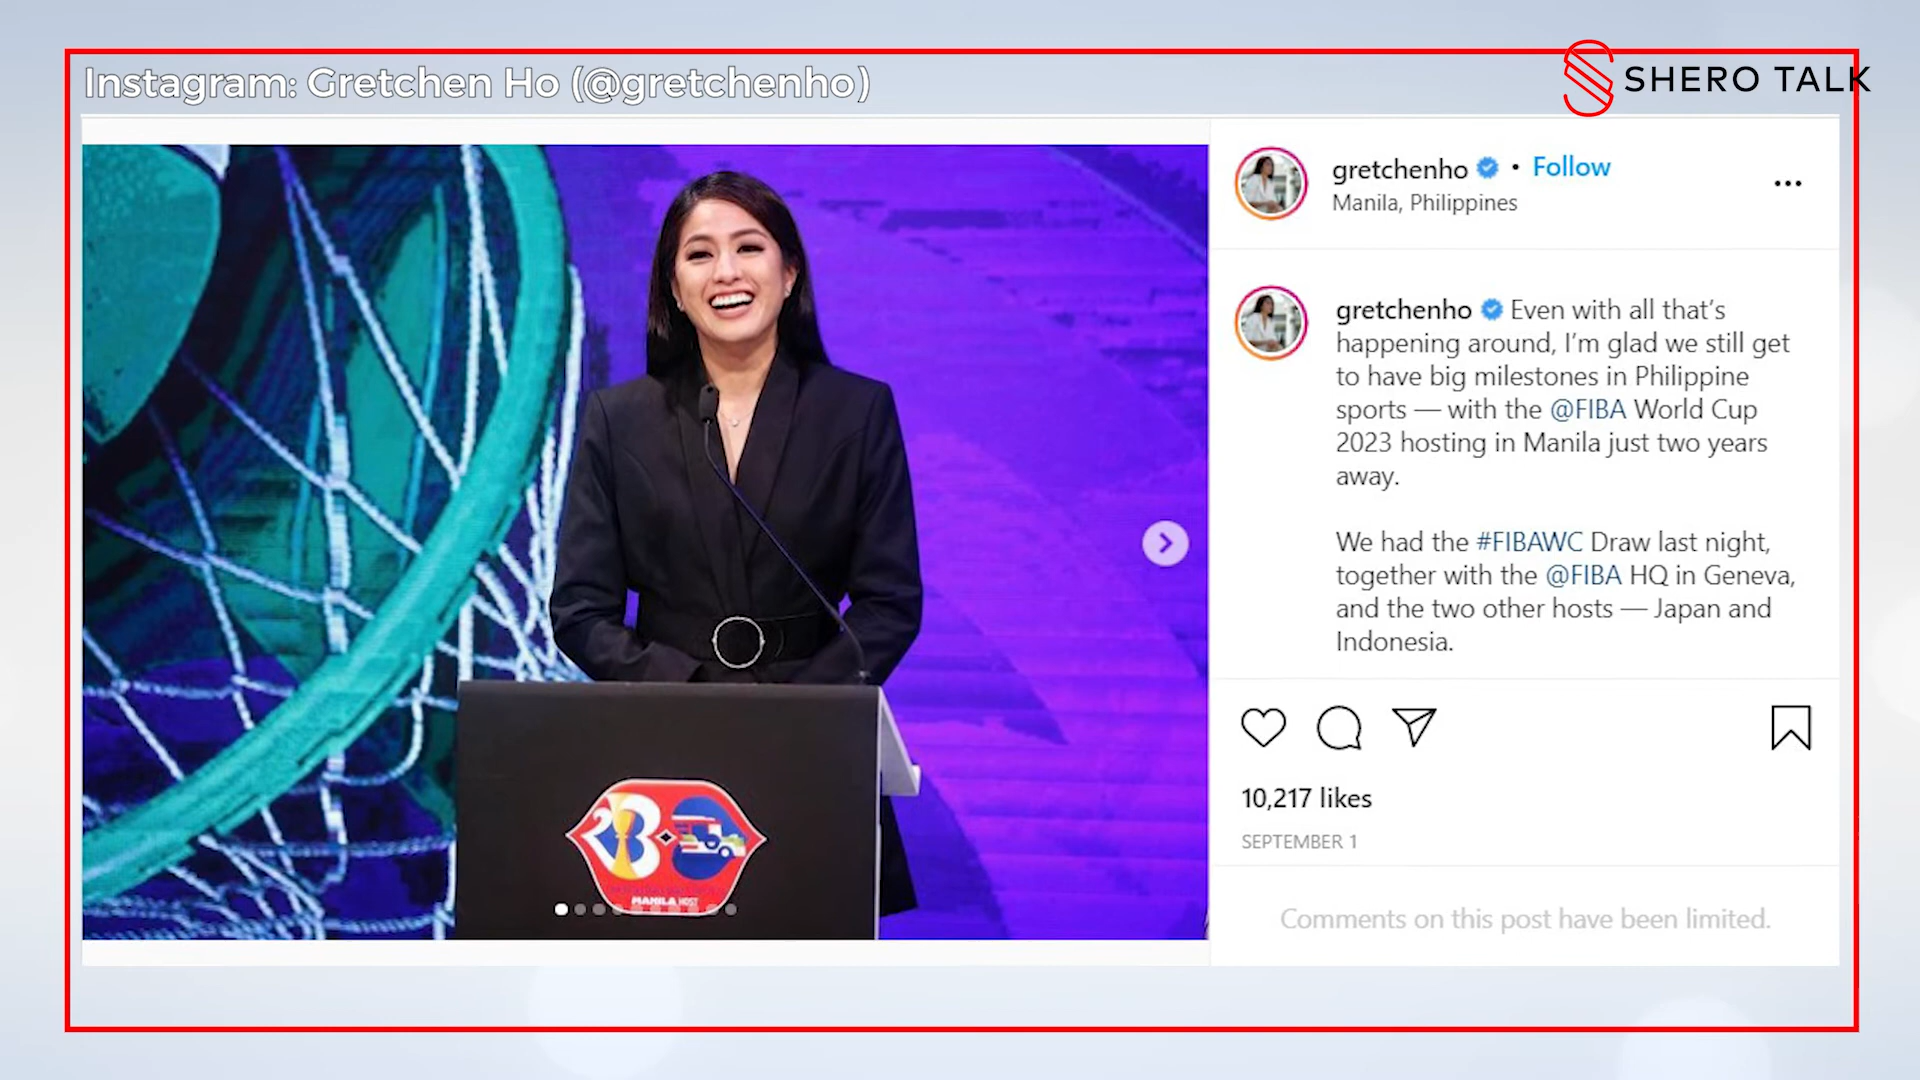 Instagram: Gretchen Ho (@gretchenho)
SHERO TALK
gretchenho • Follow
Manila, Philippines
gretchenho Even with all that's
happening around, I'm glad we still get
to have big milestones in Philippine
sports — with the @FIBA World Cup
2023 hosting in Manila just two years
away.
We had the #FIBAWC Draw last night,
together with the @FIBA HQ in Geneva,
and the two other hosts — Japan and
Indonesia.
10,217 likes
SEPTEMBER 1
Comments on this post have been limited.
23
MANILA HOST